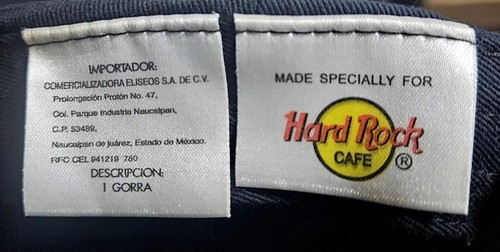 IMPORTADOR:
COMERCIALIZADORA ELISEOS S.A. DE C.V.
Prolongación Protón No. 47,
Col. Parque Industria Naucalpan,
C.P. 53489,
Naucalpan de juárez, Estado de México.
RFC CEL 941219 780
DESCRIPCION:
1 GORRA
MADE SPECIALLY FOR
Hard Rock
CAFE ®